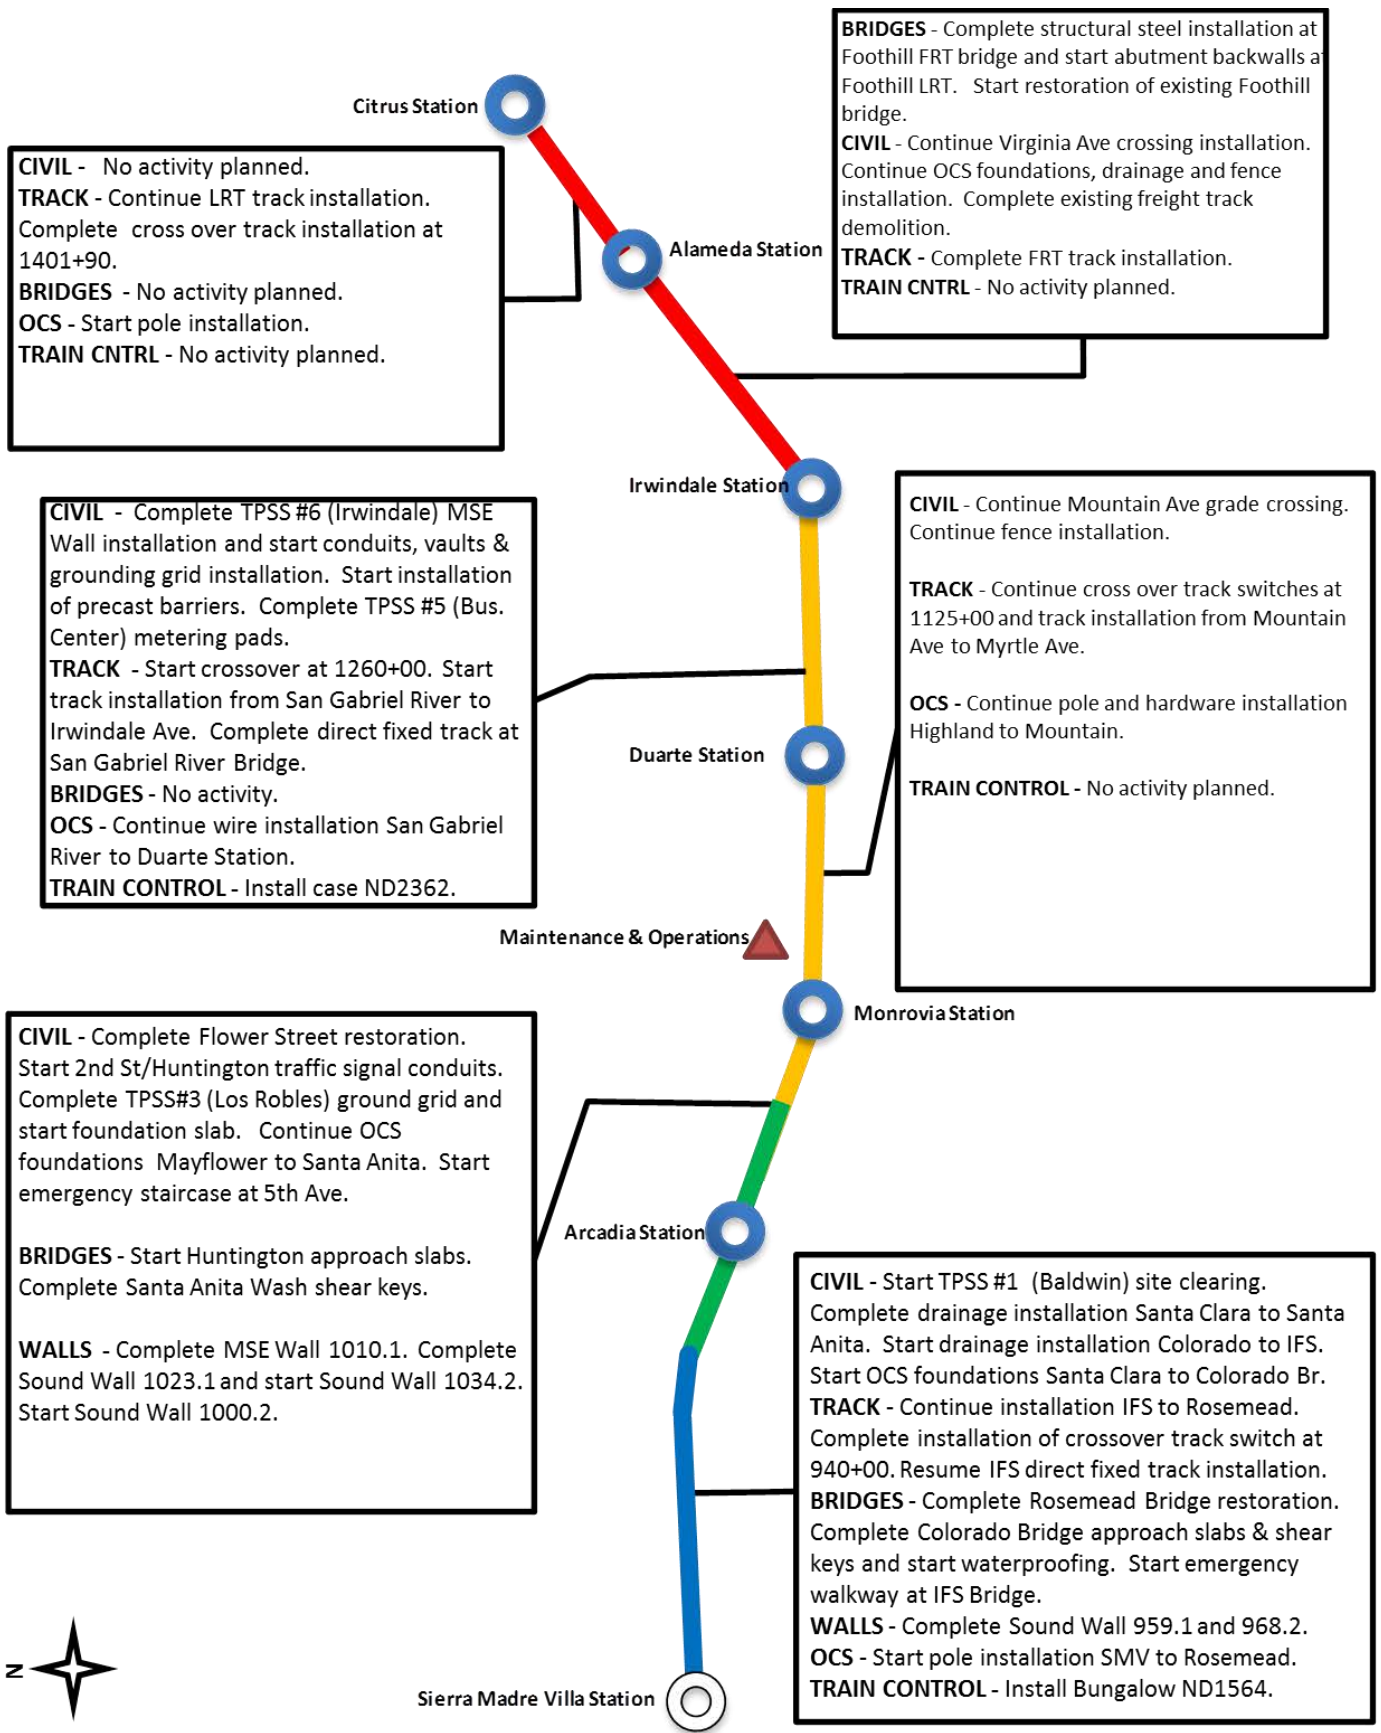 BRIDGES - Complete structural steel installation at
Foothill FRT bridge and start abutment backwalls at
Foothill LRT. Start restoration of existing Foothill
bridge.
CIVIL - Continue Virginia Ave crossing installation.
Continue OCS foundations, drainage and fence
installation. Complete existing freight track
demolition.
TRACK - Complete FRT track installation.
TRAIN CNTRL - No activity planned.
Citrus Station
CIVIL - No activity planned.
TRACK - Continue LRT track installation.
Complete cross over track installation at
1401+90.
BRIDGES - No activity planned.
OCS - Start pole installation.
TRAIN CNTRL - No activity planned.
Alameda Station
Irwindale Station
CIVIL - Complete TPSS #6 (Irwindale) MSE
Wall installation and start conduits, vaults &
grounding grid installation. Start installation
of precast barriers. Complete TPSS #5 (Bus.
Center) metering pads.
TRACK - Start crossover at 1260+00. Start
track installation from San Gabriel River to
Irwindale Ave. Complete direct fixed track at
San Gabriel River Bridge.
BRIDGES - No activity.
OCS - Continue wire installation San Gabriel
River to Duarte Station.
TRAIN CONTROL - Install case ND2362.
CIVIL - Continue Mountain Ave grade crossing.
Continue fence installation.
TRACK - Continue cross over track switches at
1125+00 and track installation from Mountain
Ave to Myrtle Ave.
OCS - Continue pole and hardware installation
Highland to Mountain.
TRAIN CONTROL - No activity planned.
Duarte Station
Maintenance & Operations
Monrovia Station
CIVIL - Complete Flower Street restoration.
Start 2nd St/Huntington traffic signal conduits.
Complete TPSS#3 (Los Robles) ground grid and
start foundation slab. Continue OCS
foundations Mayflower to Santa Anita. Start
emergency staircase at 5th Ave.
BRIDGES - Start Huntington approach slabs.
Complete Santa Anita Wash shear keys.
WALLS - Complete MSE Wall 1010.1. Complete
Sound Wall 1023.1 and start Sound Wall 1034.2.
Start Sound Wall 1000.2.
Arcadia Station
CIVIL - Start TPSS #1 (Baldwin) site clearing.
Complete drainage installation Santa Clara to Santa
Anita. Start drainage installation Colorado to IFS.
Start OCS foundations Santa Clara to Colorado Br.
TRACK - Continue installation IFS to Rosemead.
Complete installation of crossover track switch at
940+00. Resume IFS direct fixed track installation.
BRIDGES - Complete Rosemead Bridge restoration.
Complete Colorado Bridge approach slabs & shear
keys and start waterproofing. Start emergency
walkway at IFS Bridge.
WALLS - Complete Sound Wall 959.1 and 968.2.
OCS - Start pole installation SMV to Rosemead.
TRAIN CONTROL - Install Bungalow ND1564.
N
Sierra Madre Villa Station